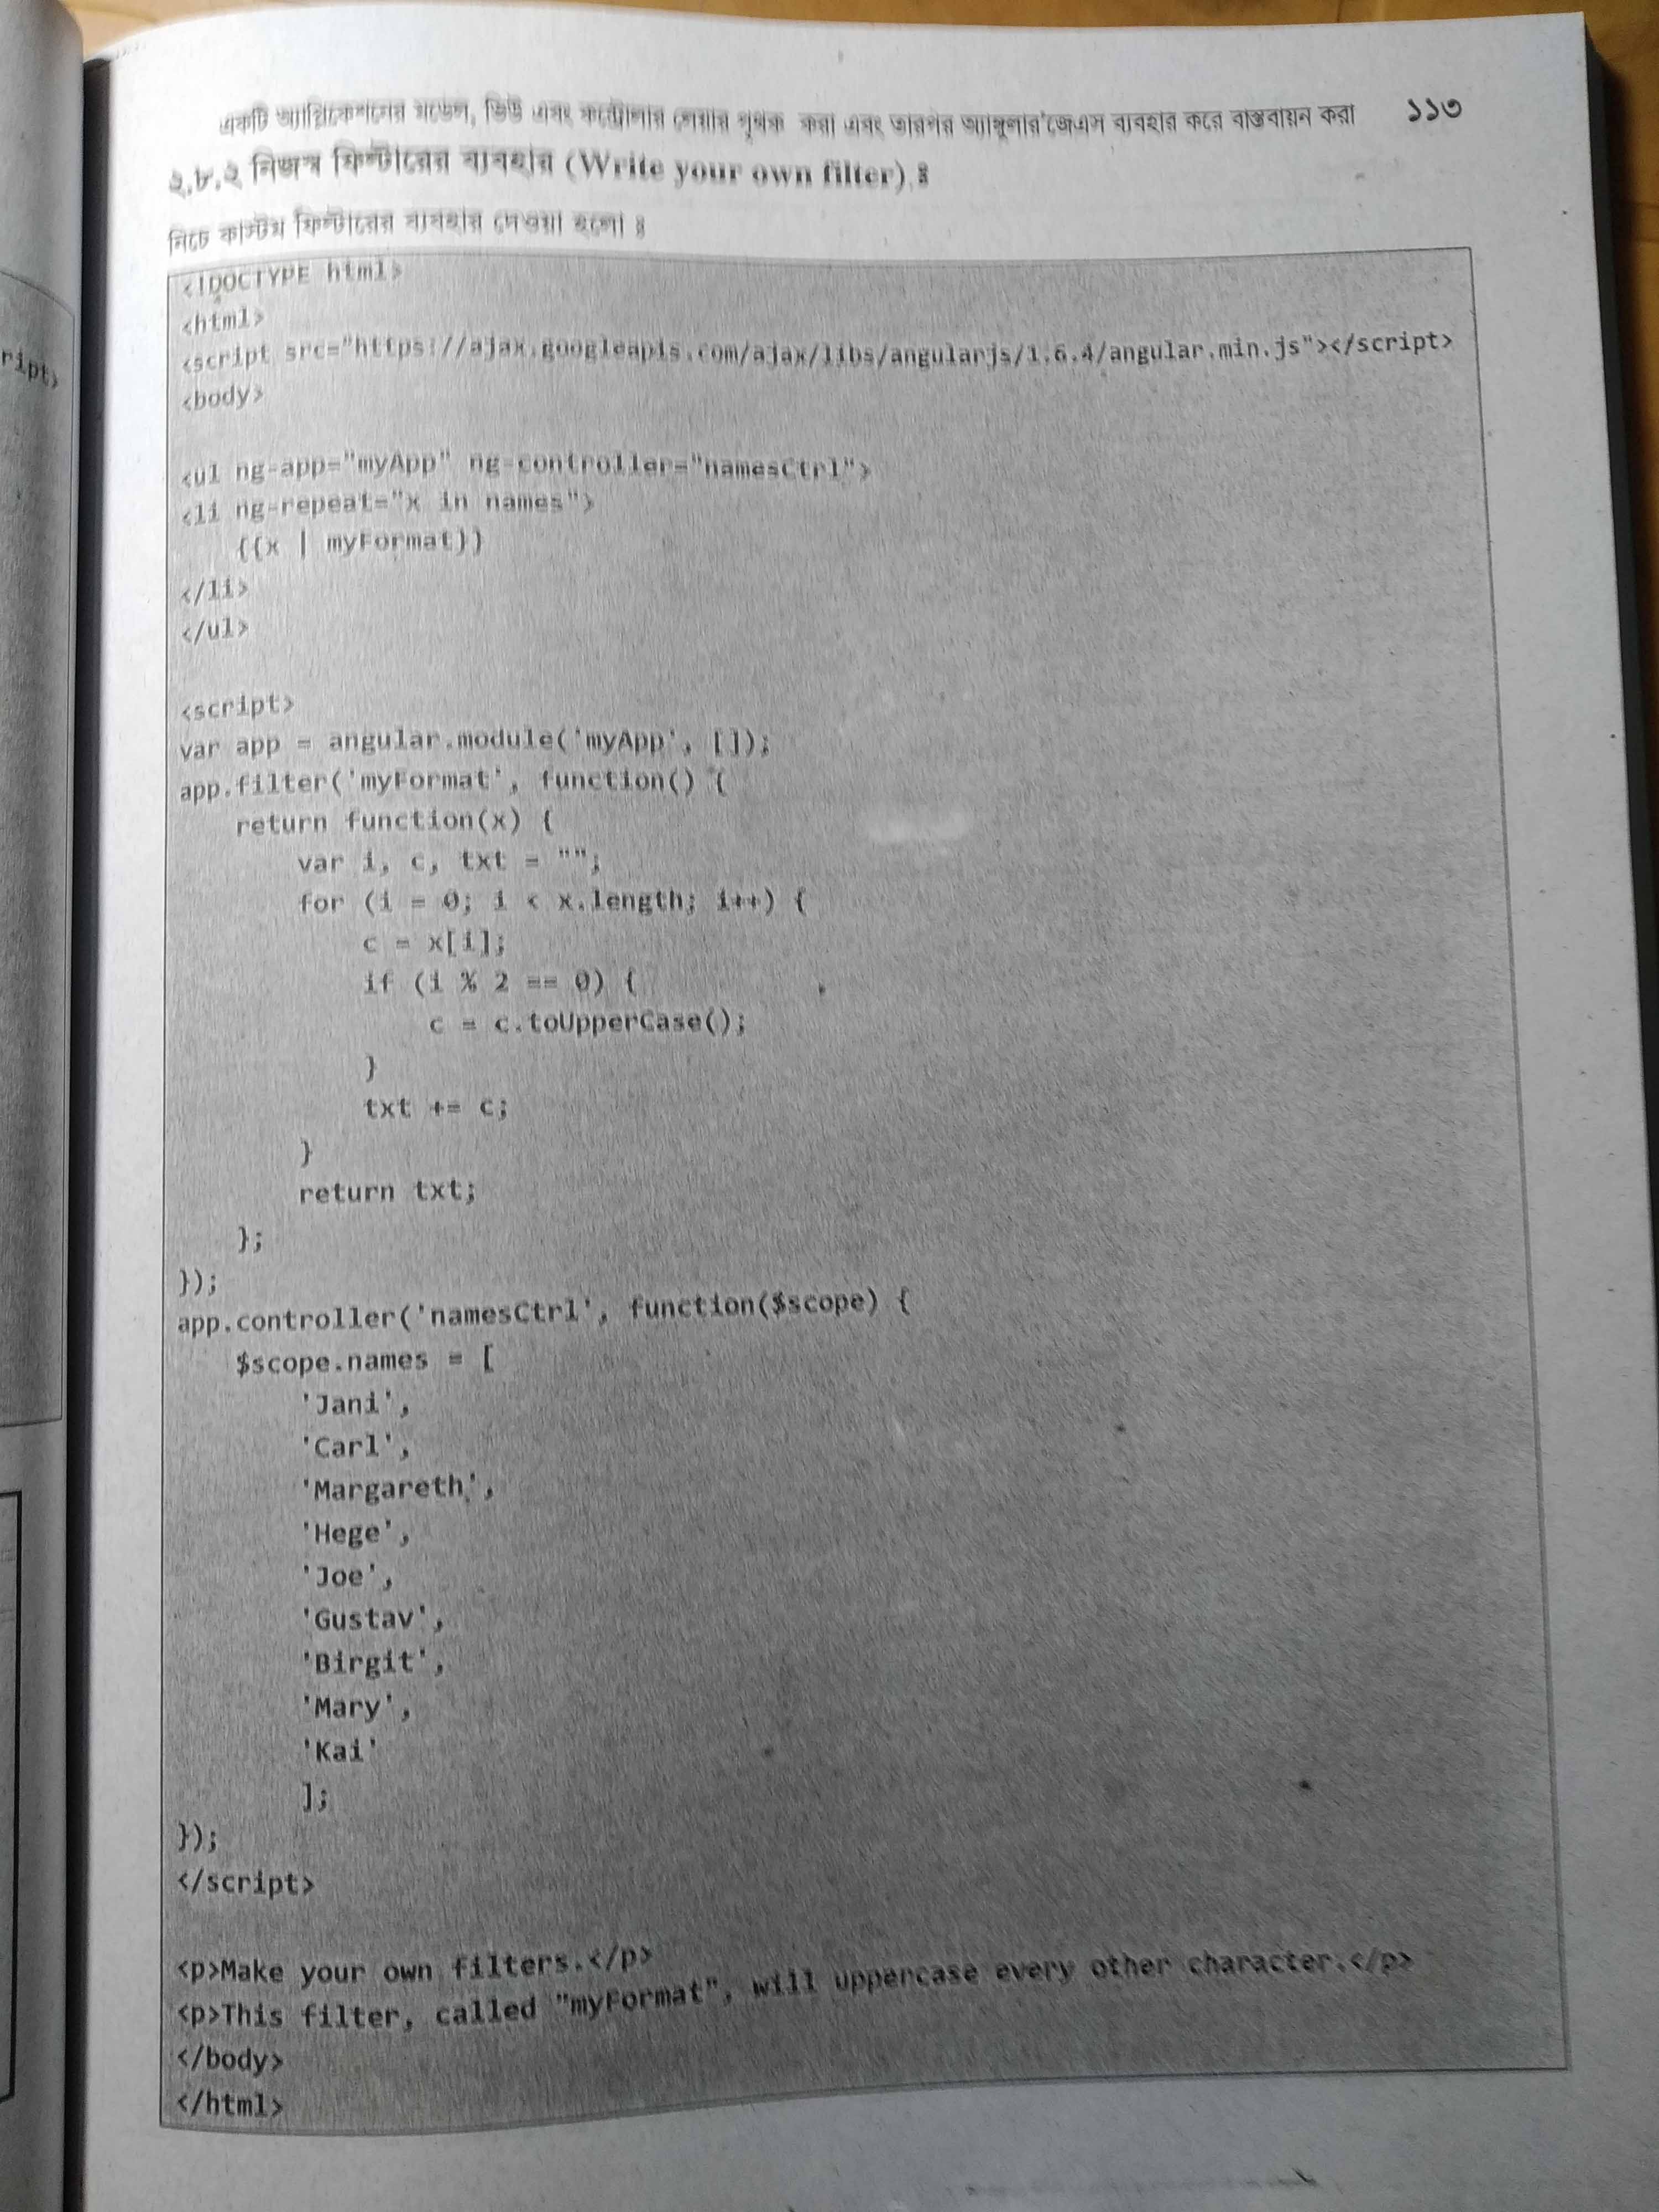 একটি অ্যাপ্লিকেশনের মডেল, ভিউ এবং কন্ট্রোলার লেয়ার পৃথক করা এবং তারপর অ্যাঙ্গুলার'জেএস ব্যবহার করে বাস্তবায়ন করা ১১৩
২.৮.২ নিজস্ব ফিল্টারের ব্যবহার (Write your own filter) ঃ
নিচে কাস্টম ফিল্টারের ব্যবহার দেওয়া হলো ঃ
ript>
<!DOCTYPE html>
<html>
<script src="https://ajax.googleapis.com/ajax/libs/angularjs/1.6.4/angular.min.js"></script>
<body>
<ul ng-app="myApp" ng-controller="namesCtrl">
<li ng-repeat="x in names">
{{x | myFormat}}
</li>
</ul>
<script>
var app = angular.module('myApp', []);
app.filter('myFormat', function() {
return function(x) {
var i, c, txt = "";
for (i = 0; i < x.length; i++) {
c = x[i];
if (i % 2 == 0) {
c = c.toUpperCase();
}
txt += c;
}
return txt;
};
});
app.controller('namesCtrl', function($scope) {
$scope.names = [
'Jani',
'Carl',
'Margareth',
'Hege',
'Joe',
'Gustav',
'Birgit',
'Mary',
'Kai'
];
});
</script>
<p>Make your own filters.</p>
<p>This filter, called "myFormat", will uppercase every other character.</p>
</body>
</html>